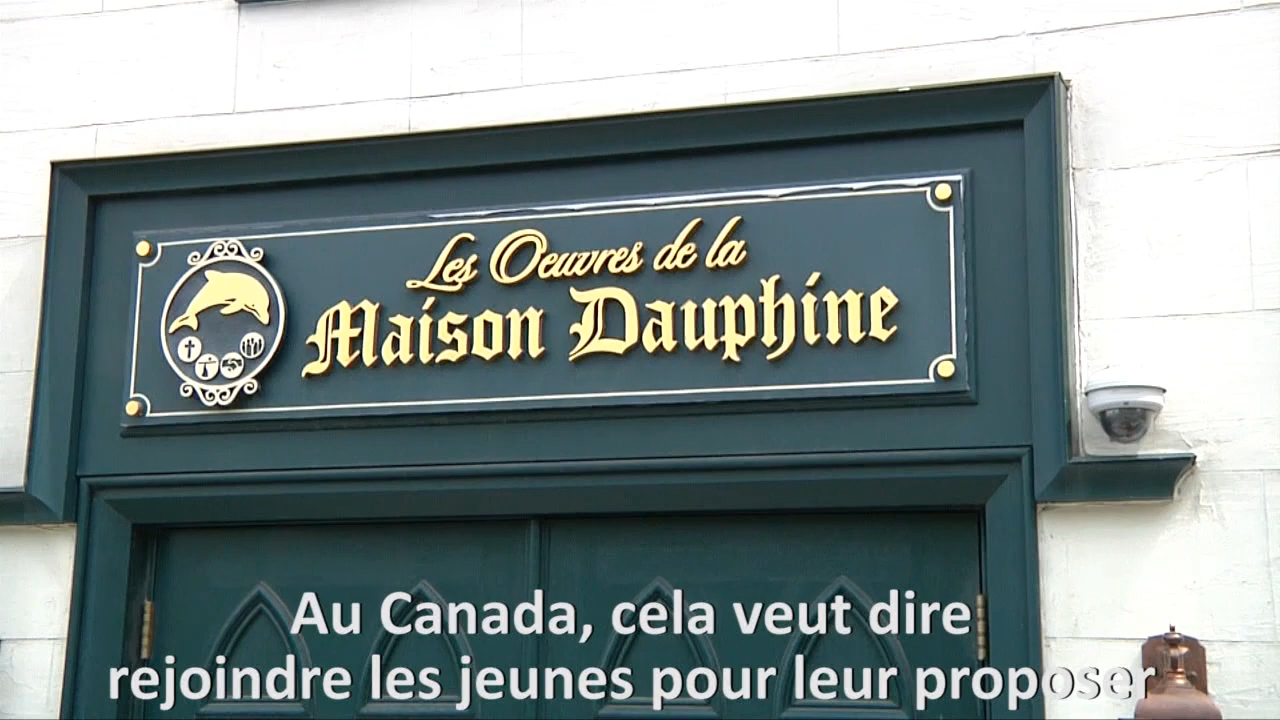 Les Oeuvres de la
Maison Dauphine
Au Canada, cela veut dire
rejoindre les jeunes pour leur proposer